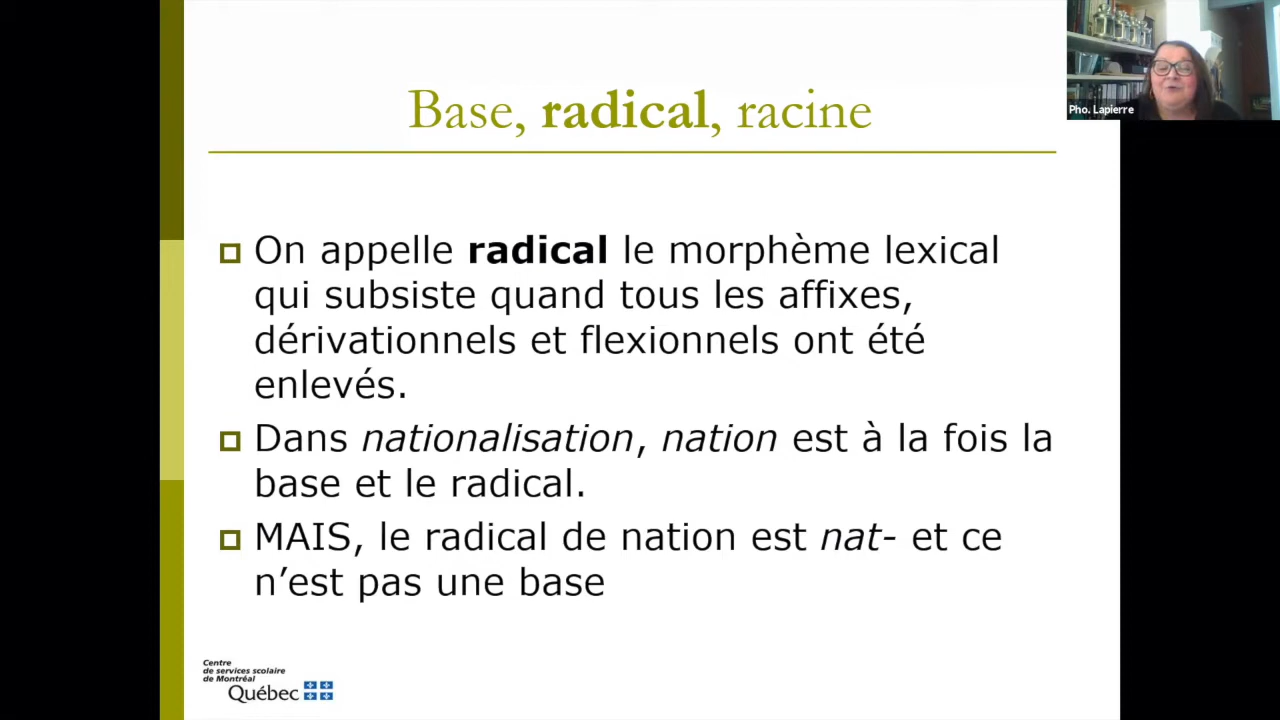 Pho. Lapierre
Base, radical, racine
On appelle radical le morphème lexical
qui subsiste quand tous les affixes,
dérivationnels et flexionnels ont été
enlevés.
Dans nationalisation, nation est à la fois la
base et le radical.
MAIS, le radical de nation est nat- et ce
n’est pas une base
Centre
de services scolaire
de Montréal
Québec